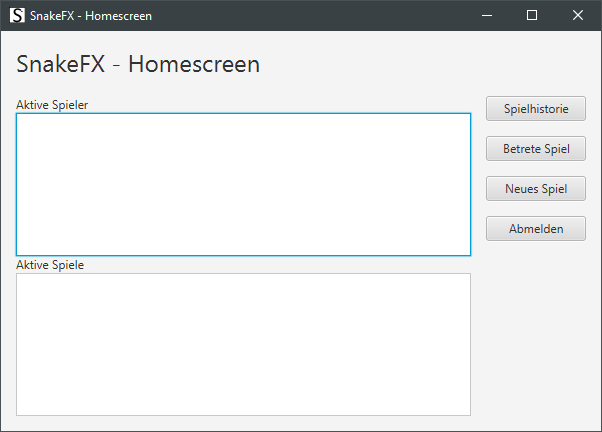 S SnakeFX - Homescreen
SnakeFX - Homescreen
Aktive Spieler
Spielhistorie
Betrete Spiel
Neues Spiel
Abmelden
Aktive Spiele